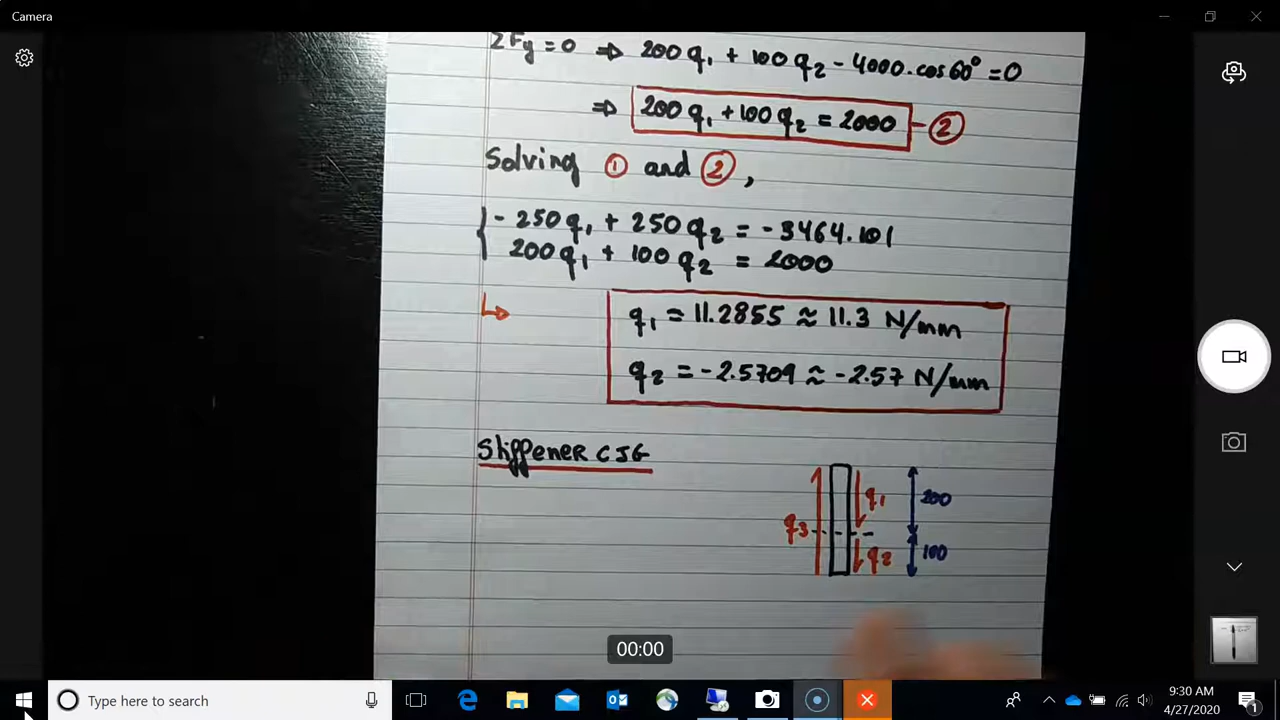 Camera
ΣFy = 0 ⇒ 200 q₁ + 100 q₂ - 4000.cos60° = 0
⇒ 200 q₁ + 100 q₂ = 2000 - ②
Solving ① and ②,
- 250 q₁ + 250 q₂ = - 3464.101
200 q₁ + 100 q₂ = 2000
q₁ = 11.2855 ≈ 11.3 N/mm
q₂ = - 2.5709 ≈ - 2.57 N/mm
Stiffener CJG
q₁
200
q₃
q₂
100
00:00
Type here to search
9:30 AM
4/27/2020
1